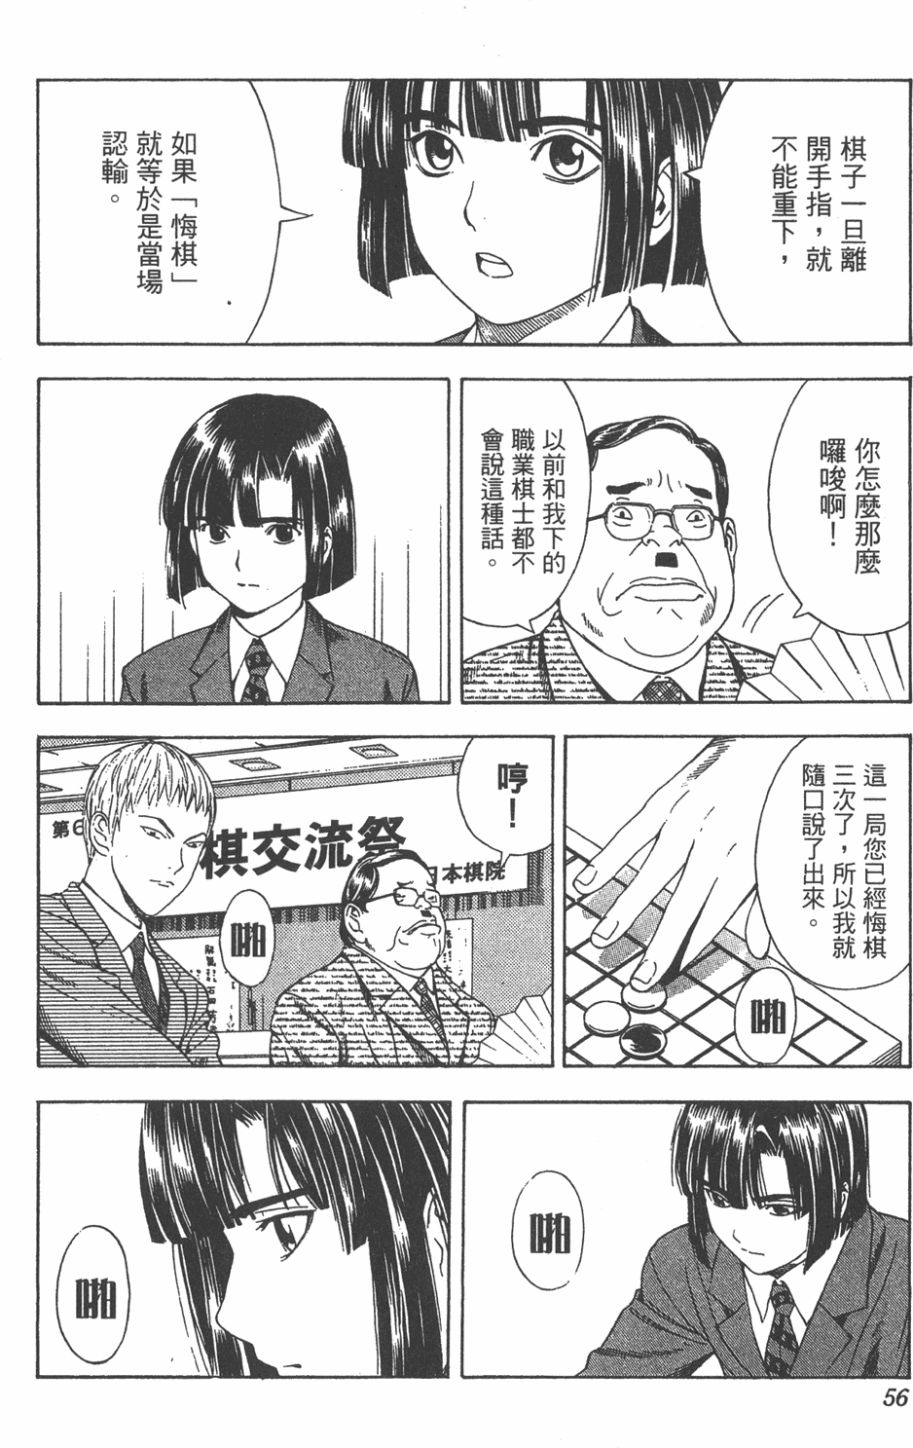 棋子一旦離
開手指，就
不能重下，
如果「悔棋」
就等於是當場
認輸。
你怎麼那麼
囉唆啊！
以前和我下的
職業棋士都不
會說這種話。
這一局您已經悔棋
三次了，所以我就
隨口說了出來。
啪
哼！
第6
棋交流祭
日本棋院
啪
啪
啪
56